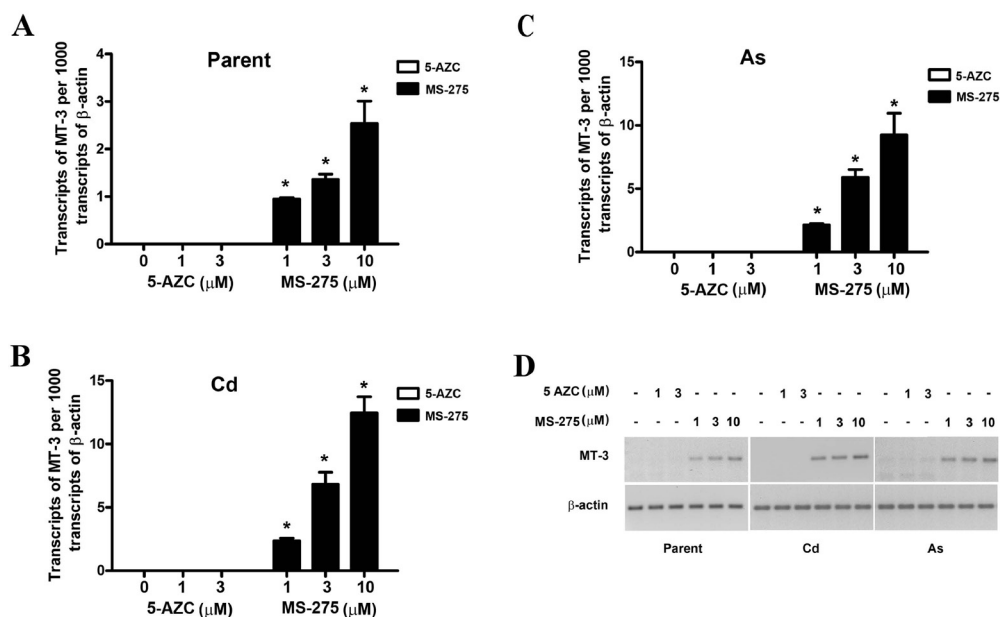 A
Parent
Transcripts of MT-3 per 1000
transcripts of β-actin
4
3
2
1
0
5-AZC
MS-275
*
*
*
0 1 3 1 3 10
5-AZC (μM) MS-275 (μM)
B
Cd
Transcripts of MT-3 per 1000
transcripts of β-actin
15
10
5
0
5-AZC
MS-275
*
*
*
0 1 3 1 3 10
5-AZC (μM) MS-275 (μM)
C
As
Transcripts of MT-3 per 1000
transcripts of β-actin
15
10
5
0
5-AZC
MS-275
*
*
*
0 1 3 1 3 10
5-AZC (μM) MS-275 (μM)
D
5 AZC (μM) - 1 3 - - - - 1 3 - - - - 1 3 - - -
MS-275 (μM) - - - 1 3 10 - - - 1 3 10 - - - 1 3 10
MT-3
β-actin
Parent Cd As